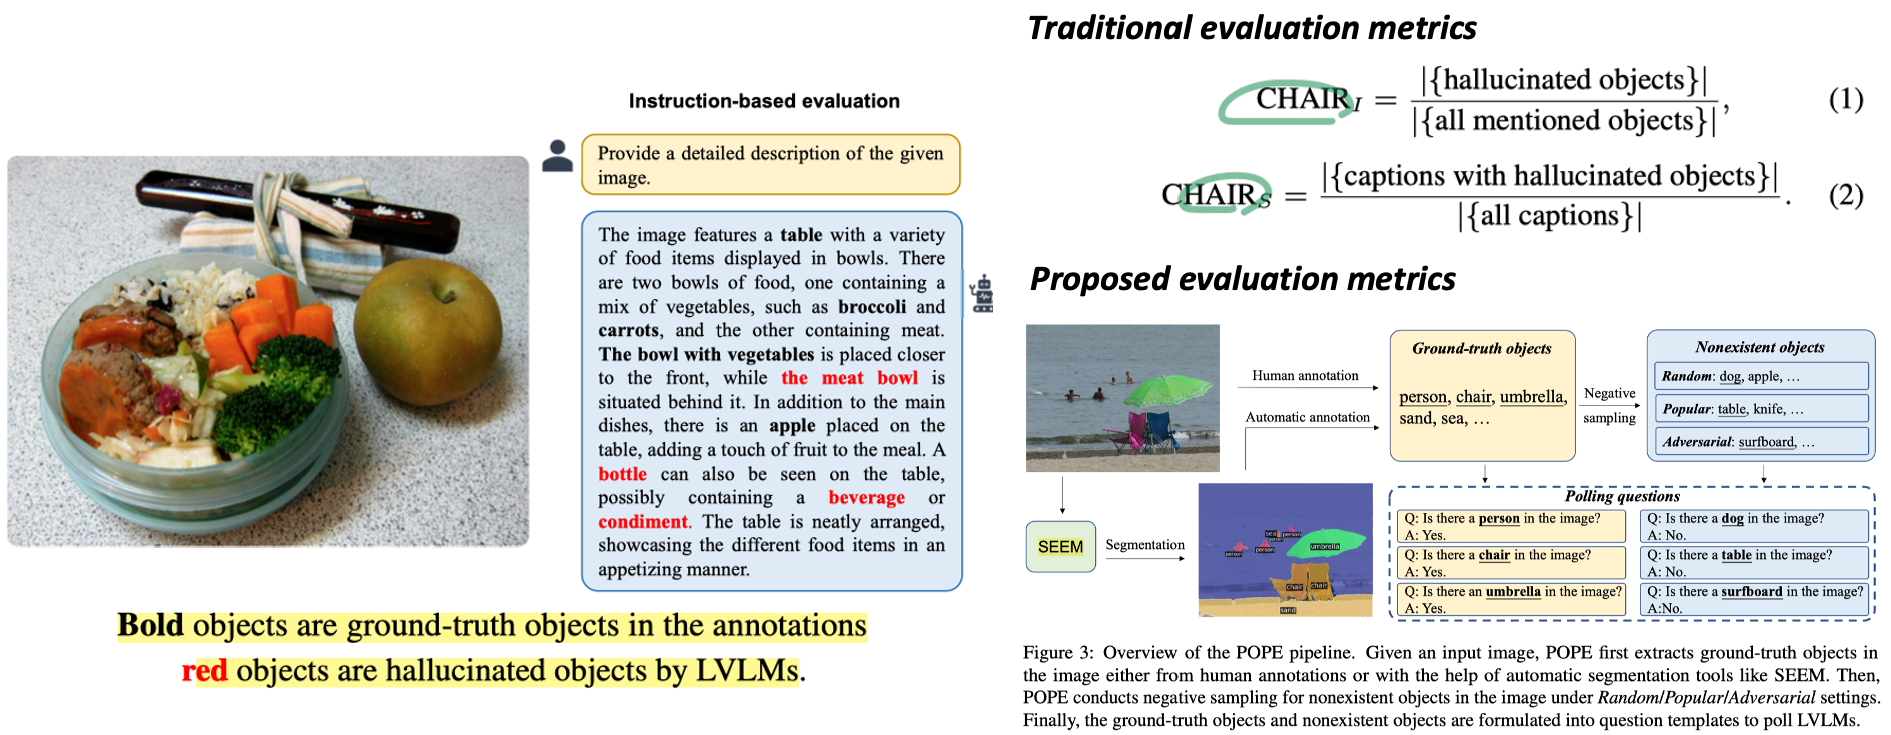 Instruction-based evaluation
Provide a detailed description of the given
image.
The image features a table with a variety
of food items displayed in bowls. There
are two bowls of food, one containing a
mix of vegetables, such as broccoli and
carrots, and the other containing meat.
The bowl with vegetables is placed closer
to the front, while the meat bowl is
situated behind it. In addition to the main
dishes, there is an apple placed on the
table, adding a touch of fruit to the meal. A
bottle can also be seen on the table,
possibly containing a beverage or
condiment. The table is neatly arranged,
showcasing the different food items in an
appetizing manner.
Bold objects are ground-truth objects in the annotations
red objects are hallucinated objects by LVLMs.
Traditional evaluation metrics
CHAIR_I = |{hallucinated objects}| / |{all mentioned objects}|, (1)
CHAIR_S = |{captions with hallucinated objects}| / |{all captions}|. (2)
Proposed evaluation metrics
Human annotation
Automatic annotation
Ground-truth objects
person, chair, umbrella,
sand, sea, …
Negative
sampling
Nonexistent objects
Random: dog, apple, …
Popular: table, knife, …
Adversarial: surfboard, …
SEEM
Segmentation
sea
person
person
person
person
umbrella
chair
chair
sand
Polling questions
Q: Is there a person in the image?
A: Yes.
Q: Is there a chair in the image?
A: Yes.
Q: Is there an umbrella in the image?
A: Yes.
Q: Is there a dog in the image?
A: No.
Q: Is there a table in the image?
A: No.
Q: Is there a surfboard in the image?
A:No.
Figure 3: Overview of the POPE pipeline. Given an input image, POPE first extracts ground-truth objects in
the image either from human annotations or with the help of automatic segmentation tools like SEEM. Then,
POPE conducts negative sampling for nonexistent objects in the image under Random/Popular/Adversarial settings.
Finally, the ground-truth objects and nonexistent objects are formulated into question templates to poll LVLMs.